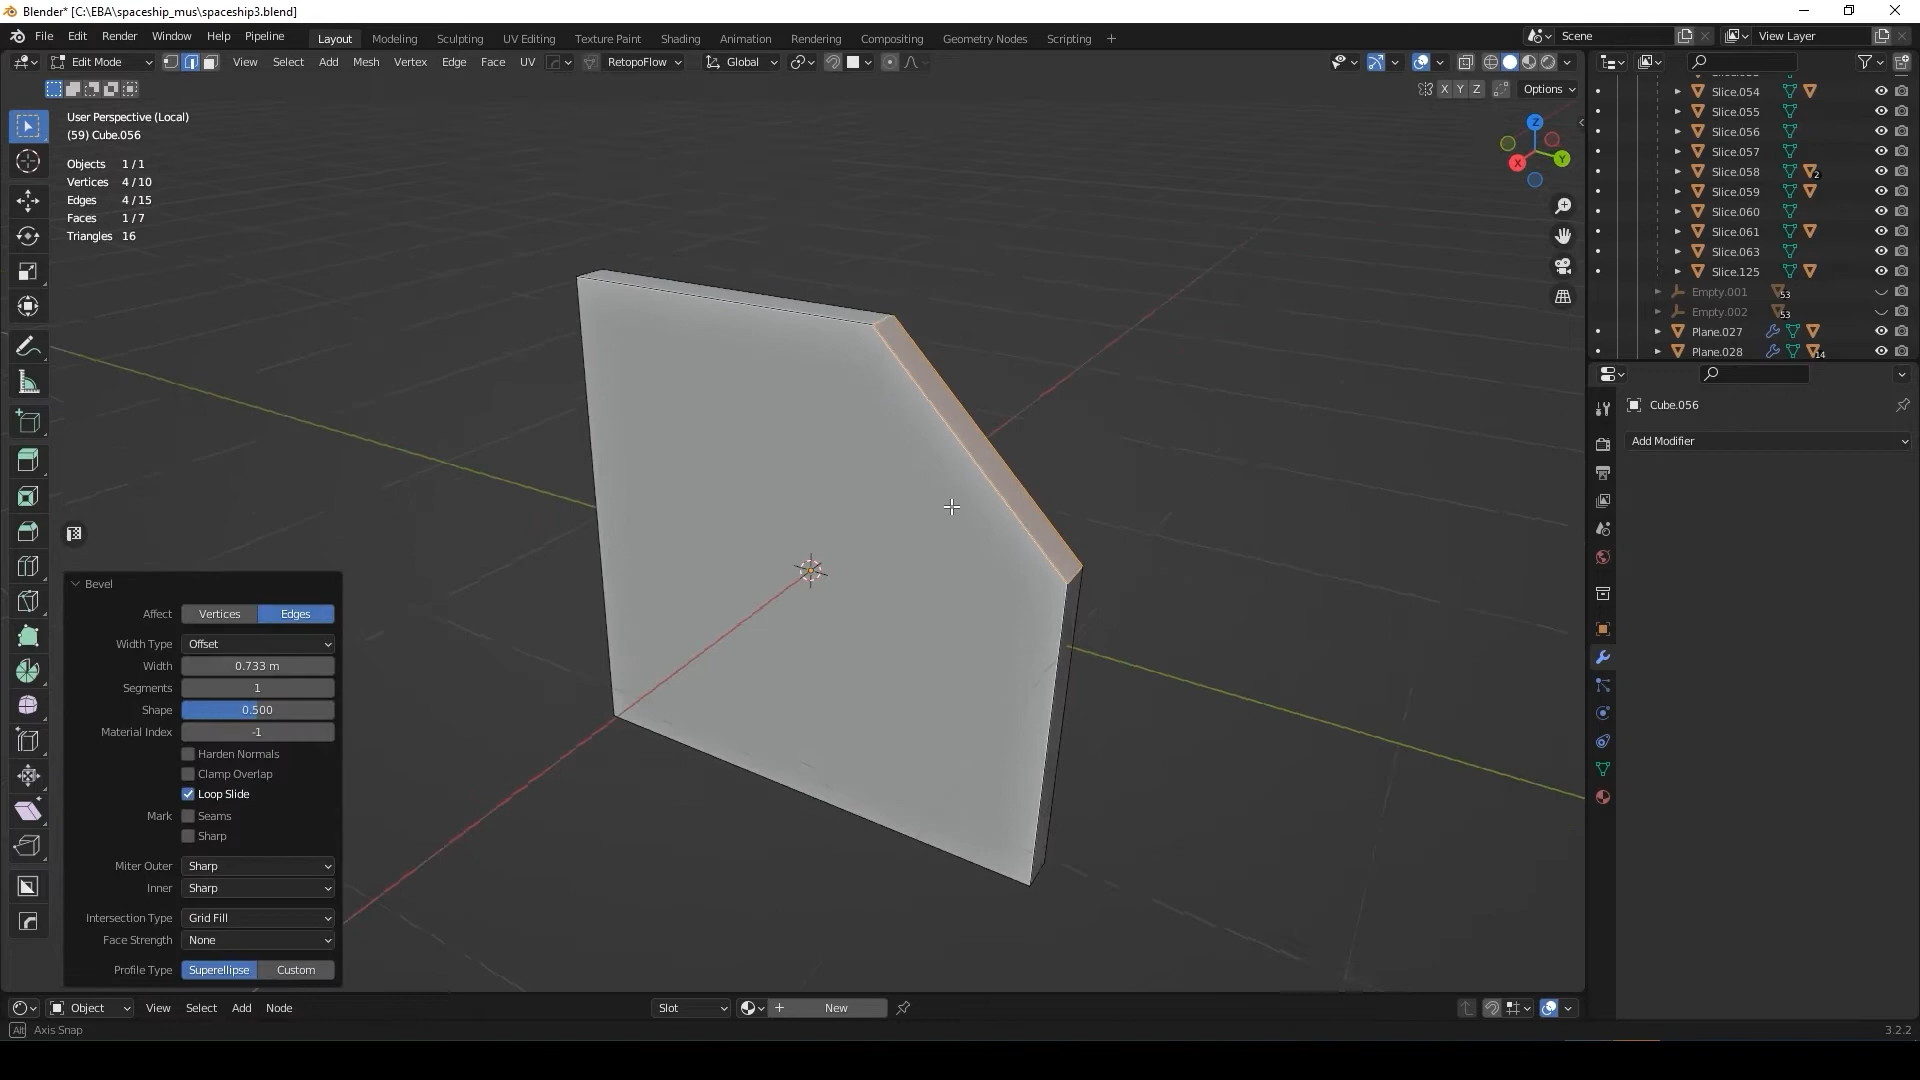 Blender* [C:\EBA\spaceship_mus\spaceship3.blend]
File Edit Render Window Help Pipeline Layout Modeling Sculpting UV Editing Texture Paint Shading Animation Rendering Compositing Geometry Nodes Scripting + Scene View Layer
Edit Mode View Select Add Mesh Vertex Edge Face UV RetopoFlow Global
X Y Z Options
User Perspective (Local)
(59) Cube.056
Objects 1 / 1
Vertices 4 / 10
Edges 4 / 15
Faces 1 / 7
Triangles 16
Z
X
Y
Slice.054
Slice.055
Slice.056
Slice.057
Slice.058 2
Slice.059
Slice.060
Slice.061
Slice.063
Slice.125
Empty.001 53
Empty.002 53
Plane.027
Plane.028 14
Cube.056
Add Modifier
Bevel
Affect Vertices Edges
Width Type Offset
Width 0.733 m
Segments 1
Shape 0.500
Material Index -1
Harden Normals
Clamp Overlap
Loop Slide
Mark Seams
Sharp
Miter Outer Sharp
Inner Sharp
Intersection Type Grid Fill
Face Strength None
Profile Type Superellipse Custom
Object View Select Add Node Slot + New
Alt Axis Snap
3.2.2